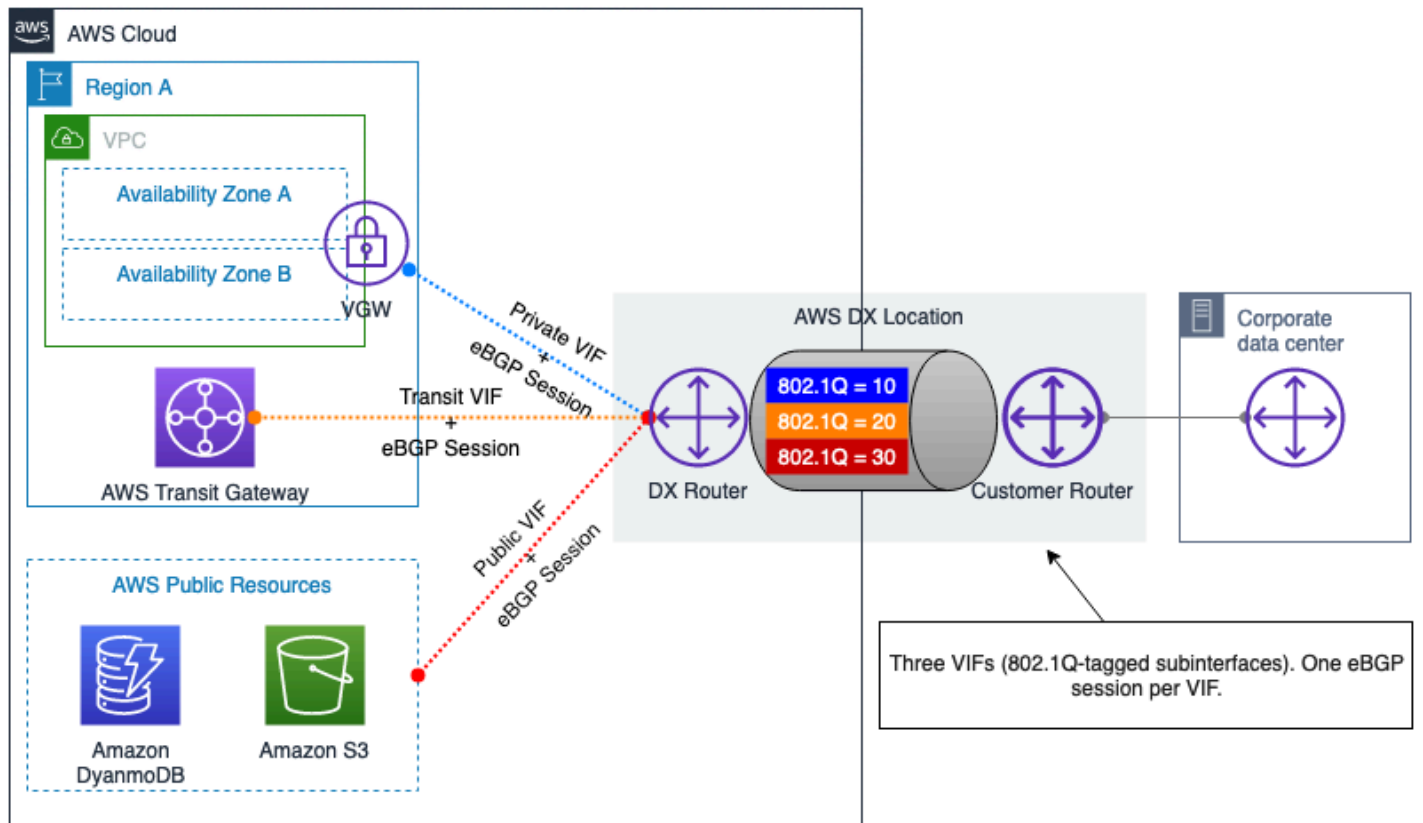 aws
AWS Cloud
Region A
VPC
Availability Zone A
Availability Zone B
VGW
Private VIF
+
eBGP Session
Transit VIF
+
eBGP Session
AWS Transit Gateway
Public VIF
+
eBGP Session
AWS DX Location
802.1Q = 10
802.1Q = 20
802.1Q = 30
DX Router
Customer Router
Corporate
data center
AWS Public Resources
Amazon
DyanmoDB
Amazon S3
Three VIFs (802.1Q-tagged subinterfaces). One eBGP
session per VIF.